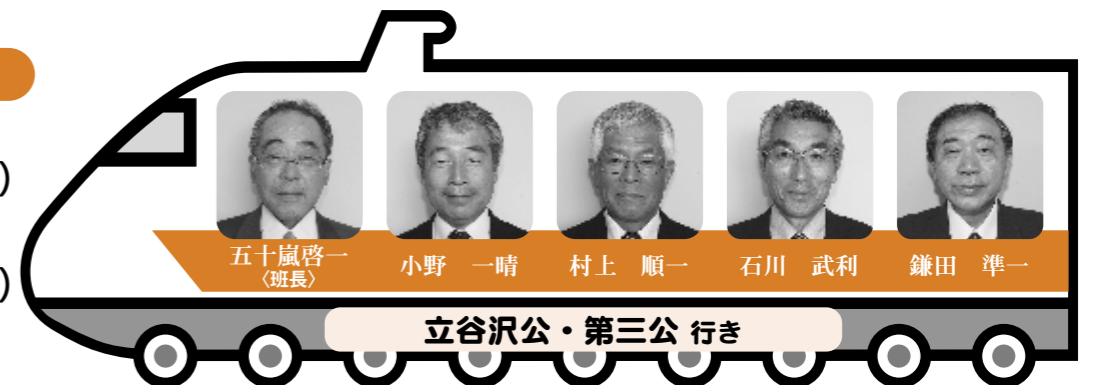 )
)
五十嵐啓一
〈班長〉
小野　一晴
村上　順一
石川　武利
鎌田　準一
立谷沢公・第三公 行き